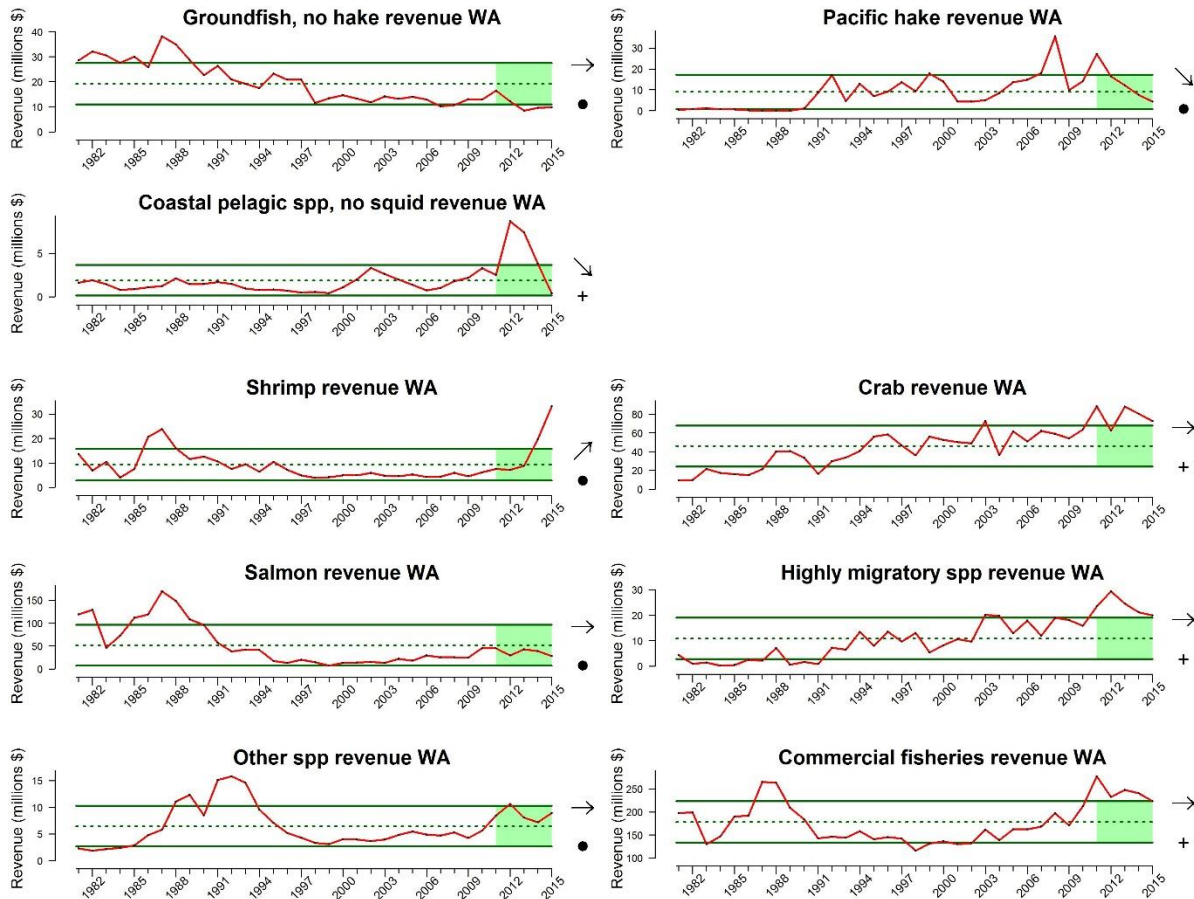 Groundfish, no hake revenue WA
Revenue (millions $)
40
30
20
10
0
1982 1985 1988 1991 1994 1997 2000 2003 2006 2009 2012 2015
Pacific hake revenue WA
Revenue (millions $)
30
20
10
0
1982 1985 1988 1991 1994 1997 2000 2003 2006 2009 2012 2015
Coastal pelagic spp, no squid revenue WA
Revenue (millions $)
5
0
1982 1985 1988 1991 1994 1997 2000 2003 2006 2009 2012 2015
+
Shrimp revenue WA
Revenue (millions $)
30
20
10
0
1982 1985 1988 1991 1994 1997 2000 2003 2006 2009 2012 2015
Crab revenue WA
Revenue (millions $)
80
60
40
20
0
1982 1985 1988 1991 1994 1997 2000 2003 2006 2009 2012 2015
+
Salmon revenue WA
Revenue (millions $)
150
100
50
0
1982 1985 1988 1991 1994 1997 2000 2003 2006 2009 2012 2015
Highly migratory spp revenue WA
Revenue (millions $)
30
20
10
0
1982 1985 1988 1991 1994 1997 2000 2003 2006 2009 2012 2015
+
Other spp revenue WA
Revenue (millions $)
15
10
5
0
1982 1985 1988 1991 1994 1997 2000 2003 2006 2009 2012 2015
Commercial fisheries revenue WA
Revenue (millions $)
250
200
150
100
1982 1985 1988 1991 1994 1997 2000 2003 2006 2009 2012 2015
+